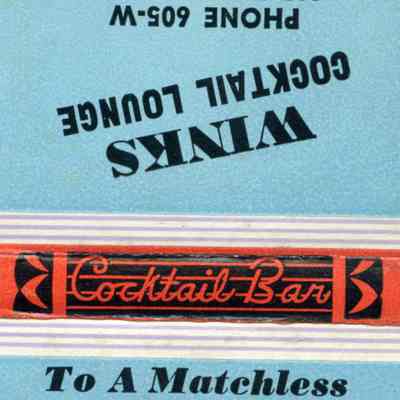 WINKS
COCKTAIL LOUNGE
PHONE 605-W
Cocktail Bar
To A Matchless